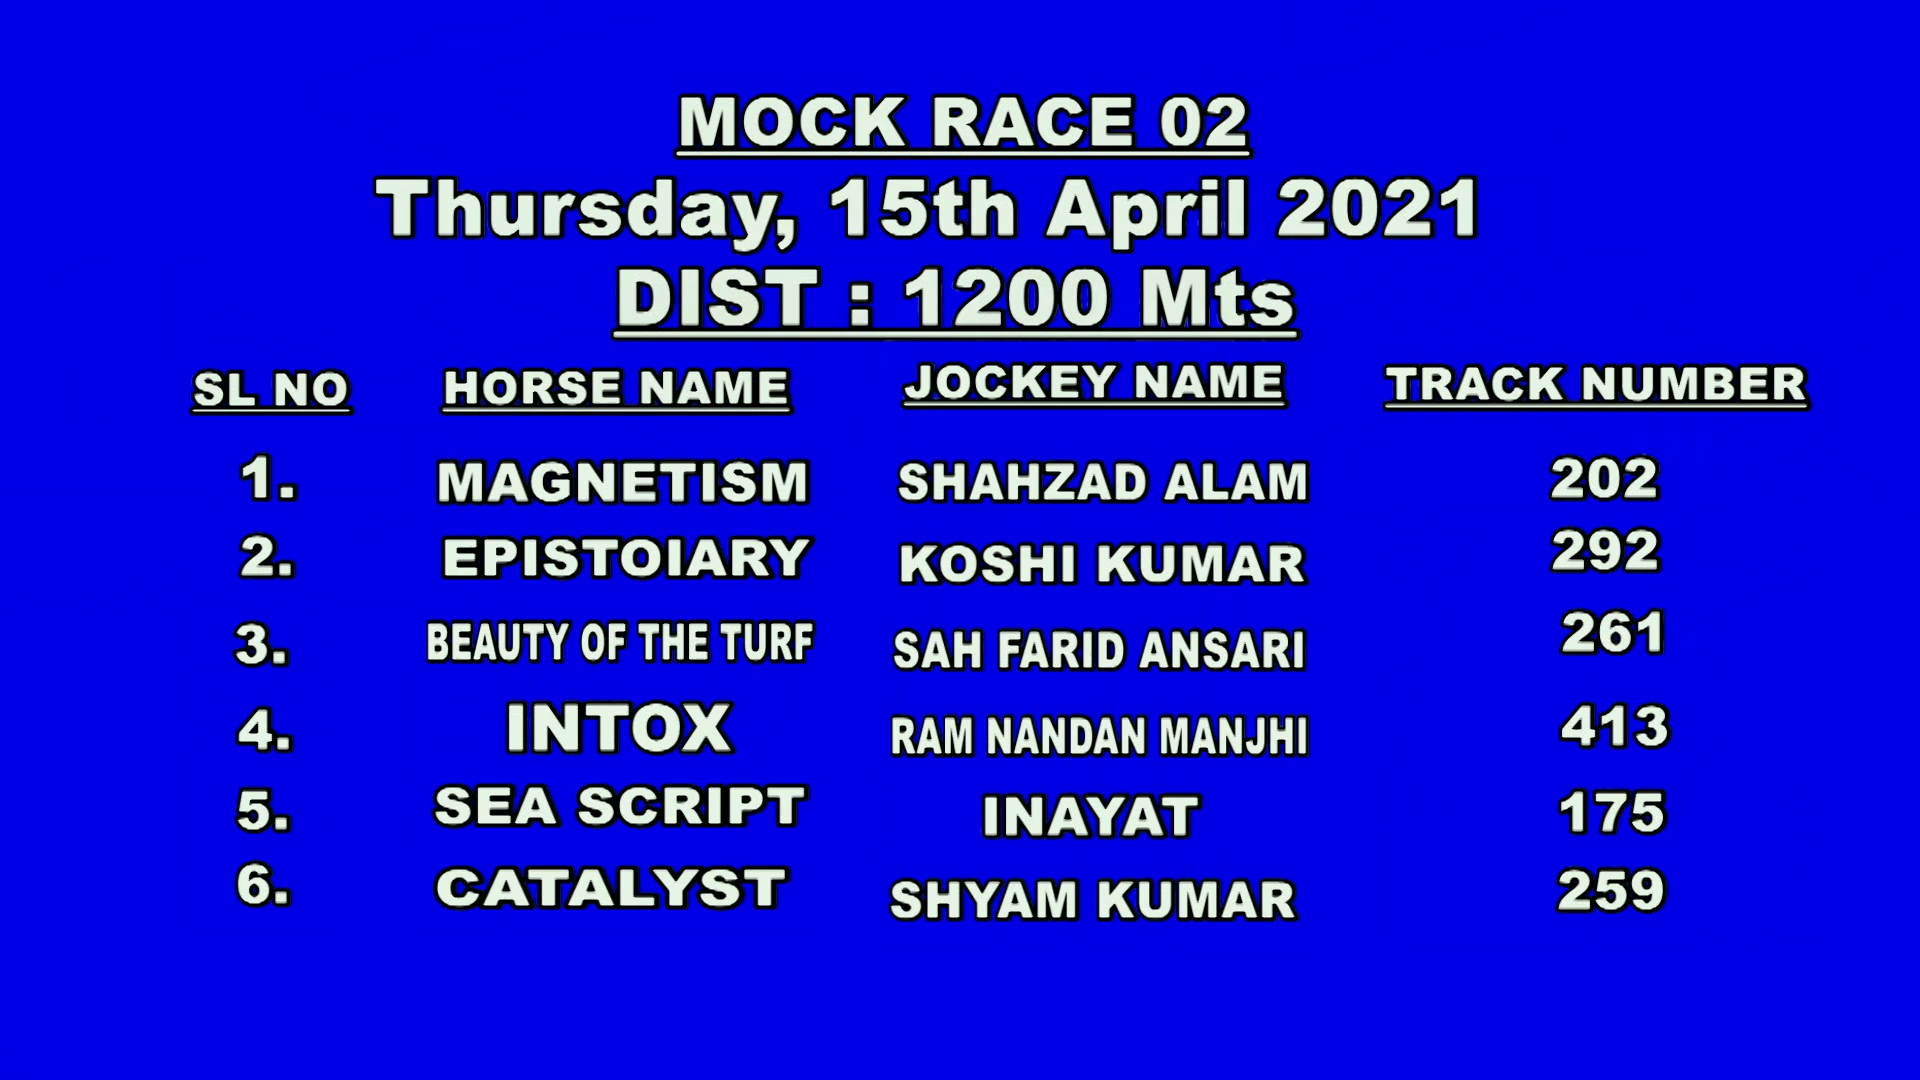 MOCK RACE 02
Thursday, 15th April 2021
DIST : 1200 Mts
SL NO HORSE NAME JOCKEY NAME TRACK NUMBER
1. MAGNETISM SHAHZAD ALAM 202
2. EPISTOIARY KOSHI KUMAR 292
3. BEAUTY OF THE TURF SAH FARID ANSARI 261
4. INTOX RAM NANDAN MANJHI 413
5. SEA SCRIPT INAYAT 175
6. CATALYST SHYAM KUMAR 259